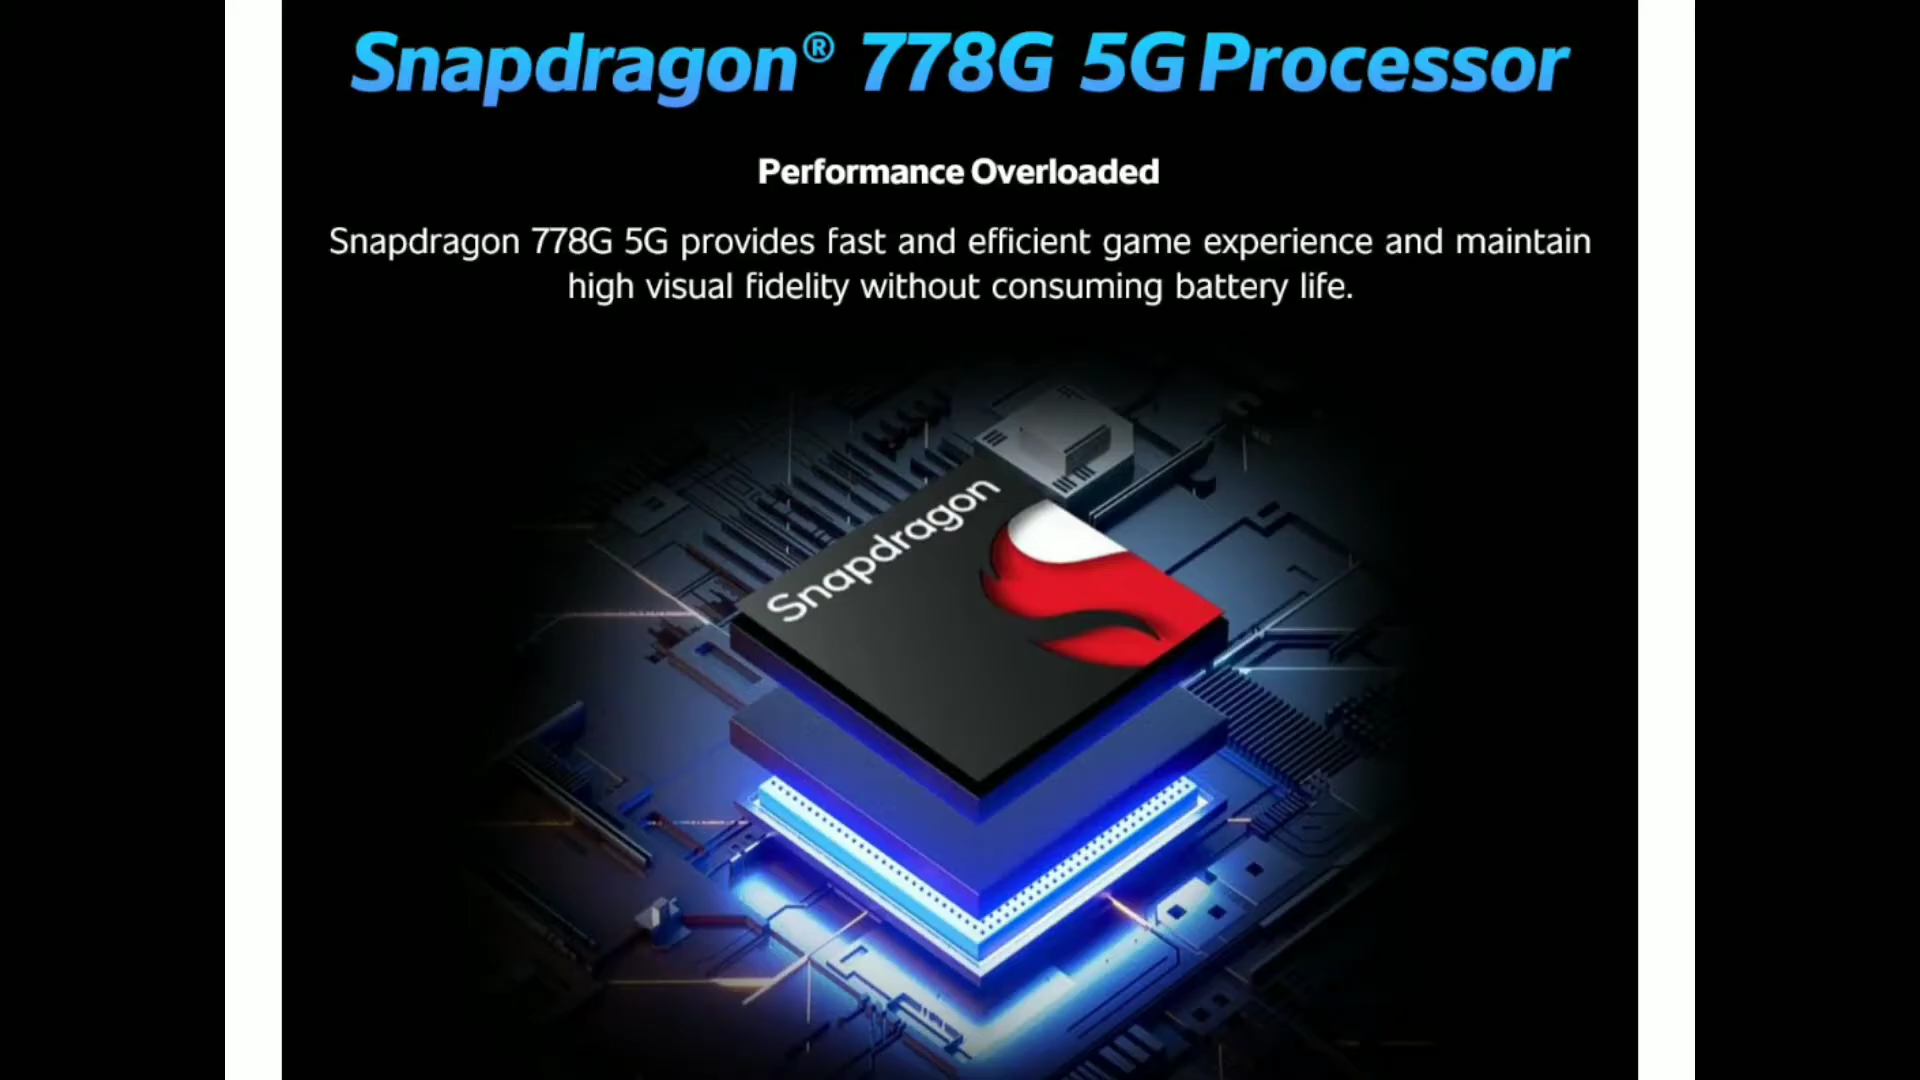 Snapdragon® 778G 5G Processor
Performance Overloaded
Snapdragon 778G 5G provides fast and efficient game experience and maintain
high visual fidelity without consuming battery life.
Snapdragon